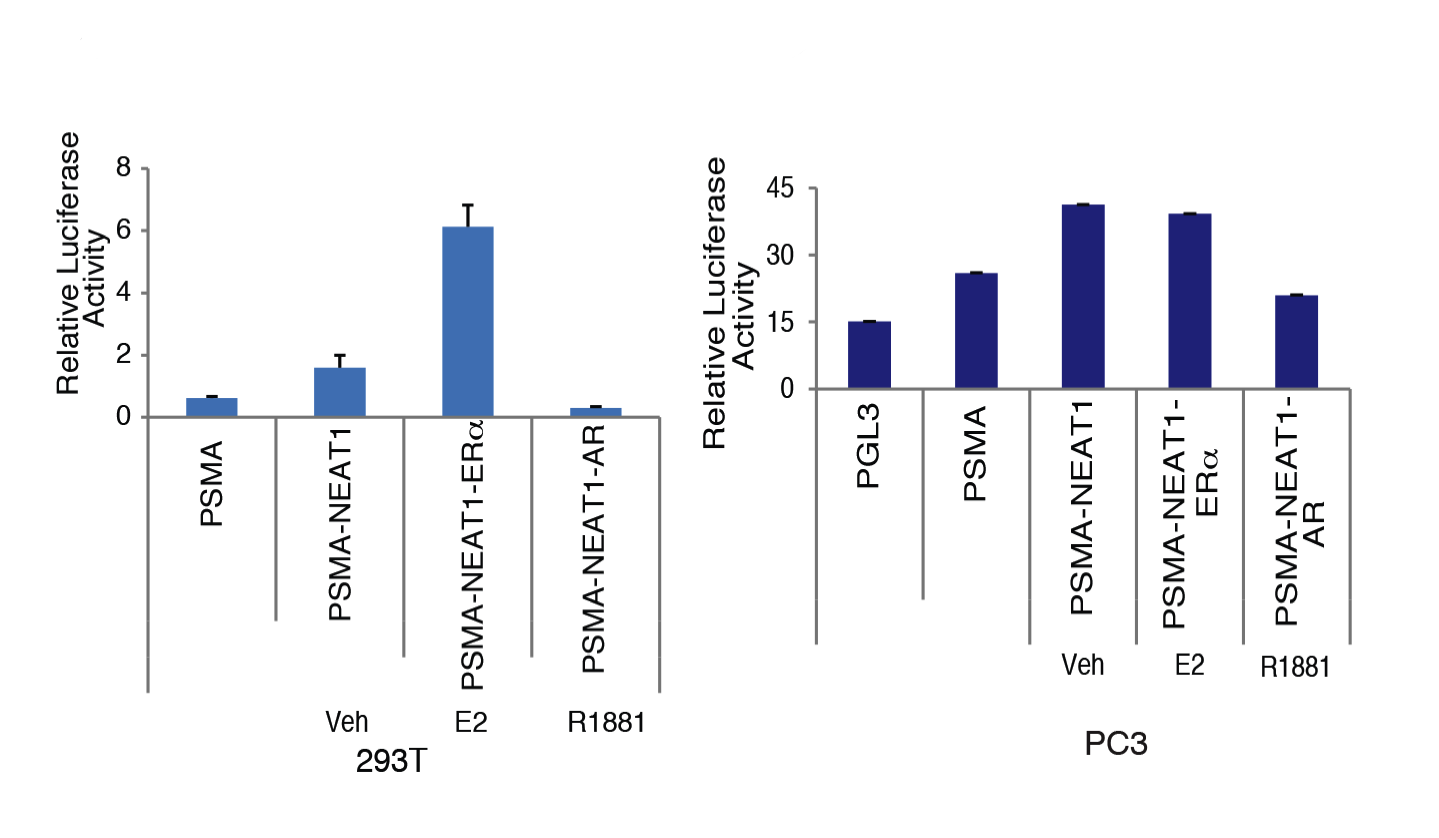 Relative Luciferase
Activity
8
6
4
2
0
PSMA
PSMA-NEAT1
PSMA-NEAT1-ERα
PSMA-NEAT1-AR
Veh
E2
R1881
293T
Relative Luciferase
Activity
45
30
15
0
PGL3
PSMA
PSMA-NEAT1
PSMA-NEAT1-
ERα
PSMA-NEAT1-
AR
Veh
E2
R1881
PC3